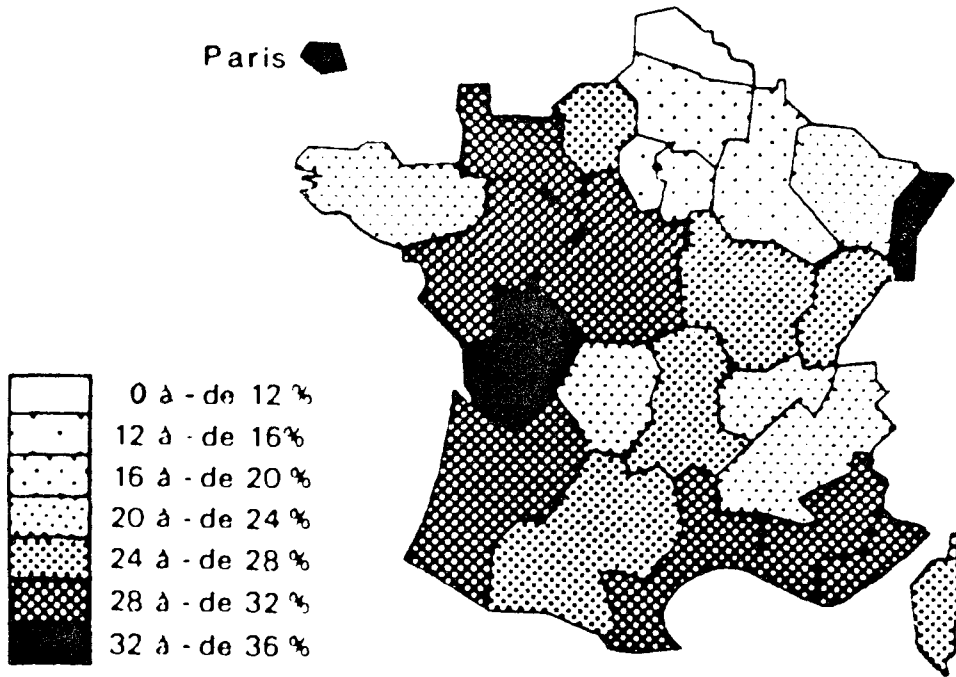 Paris
0 à - de 12 %
12 à - de 16%
16 à - de 20 %
20 à - de 24 %
24 à - de 28 %
28 à - de 32 %
32 à - de 36 %